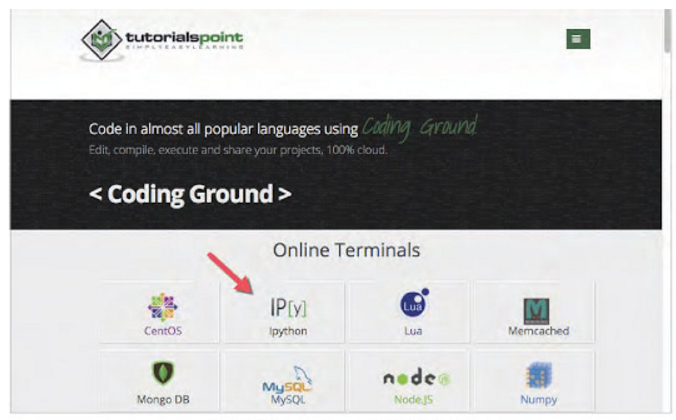 tutorialspoint
SIMPLYEASYLEARNING
Code in almost all popular languages using Coding Ground
Edit, compile, execute and share your projects, 100% cloud.
< Coding Ground >
Online Terminals
IP[y]
Lua
M
CentOS
Ipython
Lua
Memcached
MySQL
node
Mongo DB
MySQL
Node.JS
Numpy